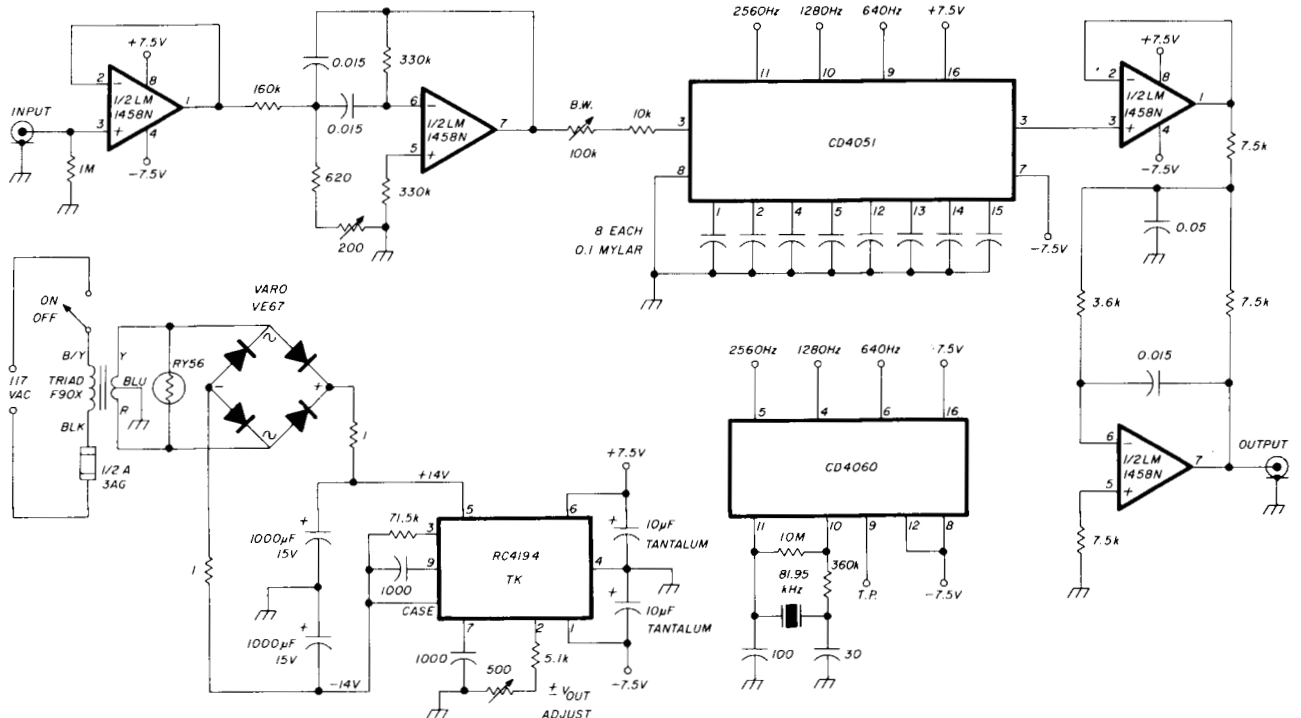 2560Hz 1280Hz 640Hz +7.5V
+7.5V
2 - 8
1/2 LM
1458N 1
3 + 4
-7.5V
INPUT
1M
160k
0.015
330k
0.015
6 -
1/2 LM
1458N 7
5 +
620
330k
200
B.W.
100k
10k
11 10 9 16
3 CD4051 3
8 7
1 2 4 5 12 13 14 15
8 EACH
0.1 MYLAR
-7.5V
+7.5V
2 - 8
1/2 LM
1458N 1
3 + 4
-7.5V
7.5k
0.05
3.6k
7.5k
0.015
6 -
1/2 LM
1458N 7
5 +
7.5k
OUTPUT
ON
OFF
117
VAC
B/Y Y
TRIAD
F90X
BLU
R
BLK
1/2 A
3AG
RY56
VARO
VE67
~
- +
~
1
1
+14V
+
1000µF
15V
+
1000µF
15V
-14V
71.5k
1000
CASE
5 6
3
9 4
RC4194
TK
7 2 1
1000
500
5.1k
± VOUT
ADJUST
+7.5V
+
10µF
TANTALUM
+
10µF
TANTALUM
-7.5V
2560Hz 1280Hz 640Hz -7.5V
5 4 6 16
CD4060
11 10 9 12 8
10M
360k
81.95
kHz
T.P.
-7.5V
100 30